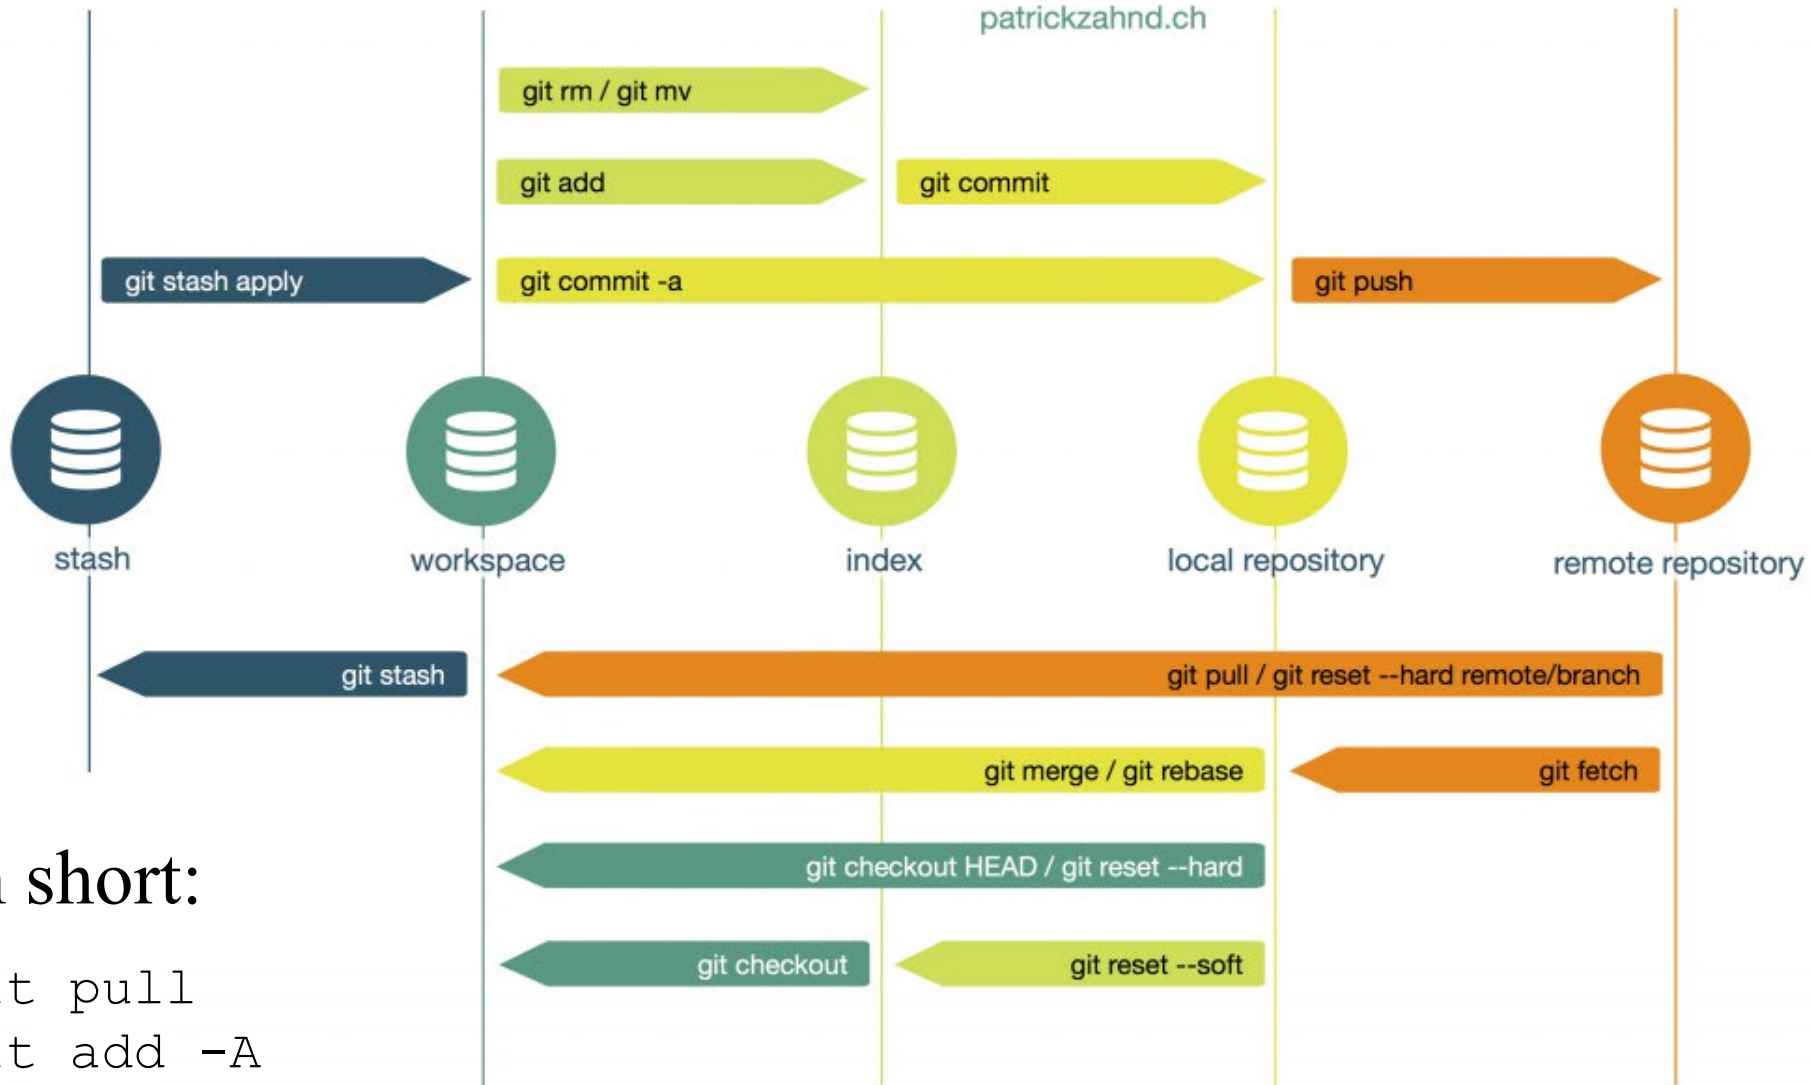 patrickzahnd.ch
git rm / git mv
git add
git commit
git stash apply
git commit -a
git push
stash
workspace
index
local repository
remote repository
git stash
git pull / git reset --hard remote/branch
git merge / git rebase
git fetch
git checkout HEAD / git reset --hard
short:
git checkout
git reset --soft
pull
add -A